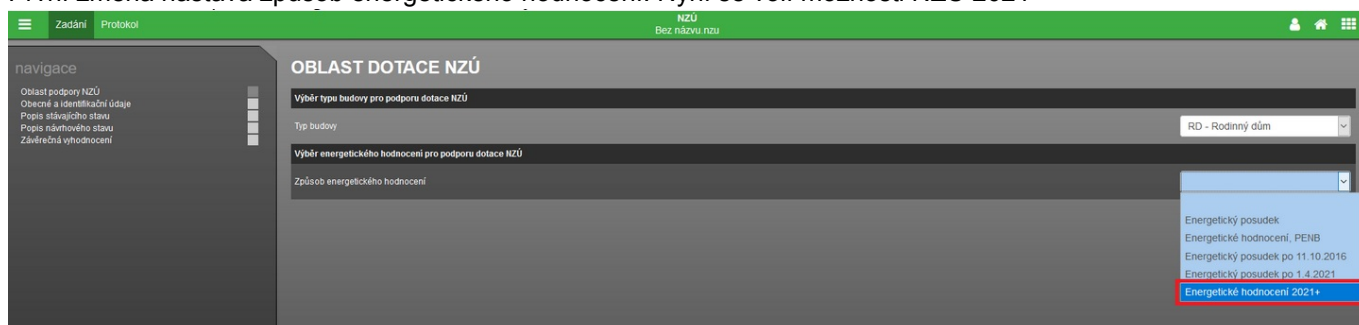 Zadání Protokol
NZÚ
Bez názvu.nzu
navigace
Oblast podpory NZÚ
Obecné a identifikační údaje
Popis stávajícího stavu
Popis návrhového stavu
Závěrečná vyhodnocení
OBLAST DOTACE NZÚ
Výběr typu budovy pro podporu dotace NZÚ
Typ budovy
RD - Rodinný dům
Výběr energetického hodnocení pro podporu dotace NZÚ
Způsob energetického hodnocení
Energetický posudek
Energetické hodnocení, PENB
Energetický posudek po 11.10.2016
Energetický posudek po 1.4.2021
Energetické hodnocení 2021+